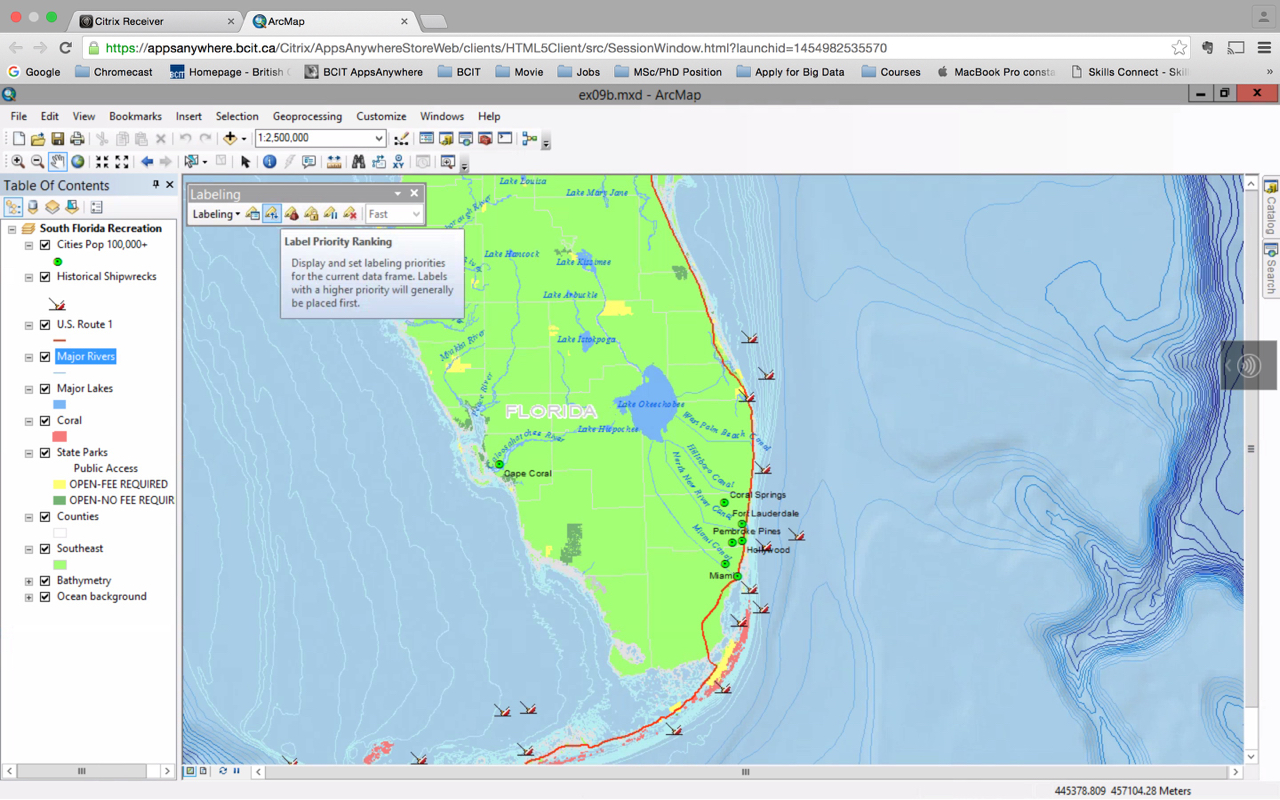 Citrix Receiver
ArcMap
https://appsanywhere.bcit.ca/Citrix/AppsAnywhereStoreWeb/clients/HTML5Client/src/SessionWindow.html?launchid=1454982535570
Google Chromecast Homepage - British BCIT AppsAnywhere BCIT Movie Jobs MSc/PhD Position Apply for Big Data Courses MacBook Pro consta Skills Connect - Skil »
ex09b.mxd - ArcMap
File Edit View Bookmarks Insert Selection Geoprocessing Customize Windows Help
1:2,500,000
Table Of Contents
South Florida Recreation
Cities Pop 100,000+
Historical Shipwrecks
U.S. Route 1
Major Rivers
Major Lakes
Coral
State Parks
Public Access
OPEN-FEE REQUIRED
OPEN-NO FEE REQUIR
Counties
Southeast
Bathymetry
Ocean background
Labeling
Labeling Fast
Label Priority Ranking
Display and set labeling priorities
for the current data frame. Labels
with a higher priority will generally
be placed first.
Lake Louisa
Lake Mary Jane
Lake Hancock
Lake Kissimee
Lake Arbuckle
Lake Istokpoga
Myakka River
Peace River
FLORIDA
Lake Okeechobee
Lake Hicpochee
Caloosahatchee River
West Palm Beach Canal
Hillsboro Canal
North New River Canal
Miami Canal
Cape Coral
Coral Springs
Fort Lauderdale
Pembroke Pines
Hollywood
Miami
Catalog
Search
445378.809 457104.28 Meters